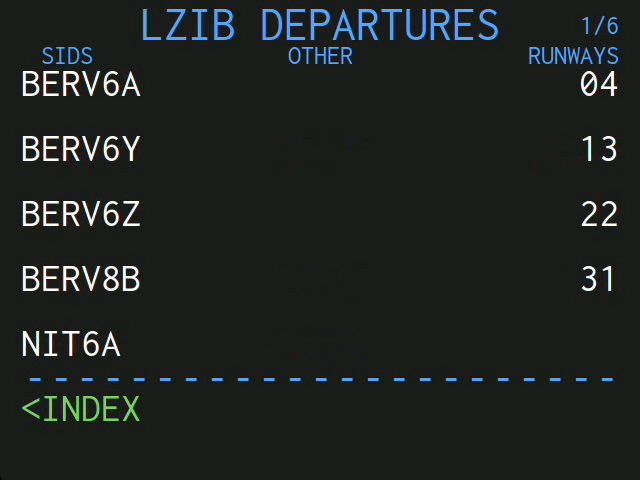 LZIB DEPARTURES 1/6
SIDS OTHER RUNWAYS
BERV6A 04
BERV6Y 13
BERV6Z 22
BERV8B 31
NIT6A
- - - - - - - - - - - - - - - - - - - - - - -
<INDEX